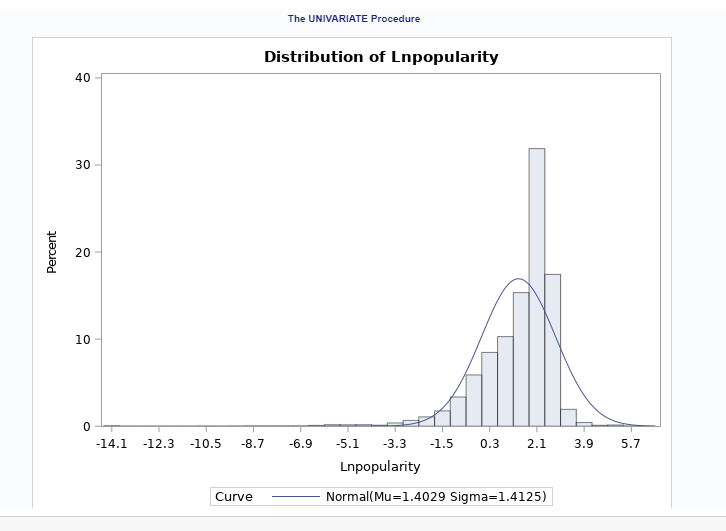 The UNIVARIATE Procedure
Distribution of Lnpopularity
40
30
20
10
0
Percent
-14.1 -12.3 -10.5 -8.7 -6.9 -5.1 -3.3 -1.5 0.3 2.1 3.9 5.7
Lnpopularity
Curve Normal(Mu=1.4029 Sigma=1.4125)